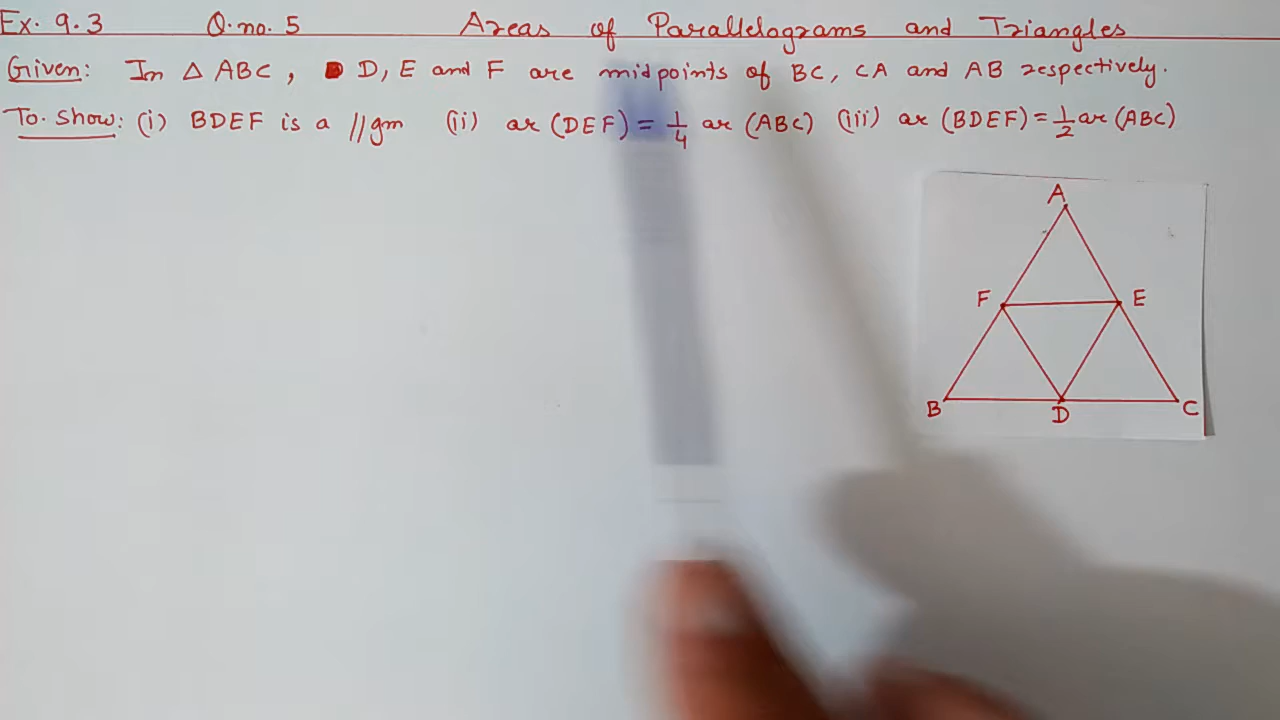 Ex. 9.3 Q.no. 5 Areas of Parallelograms and Triangles
Given: In △ ABC, D, E and F are midpoints of BC, CA and AB respectively.
To show: (i) BDEF is a //gm (ii) ar (DEF) = 1/4 ar (ABC) (iii) ar (BDEF) = 1/2 ar (ABC)
A
F E
B D C